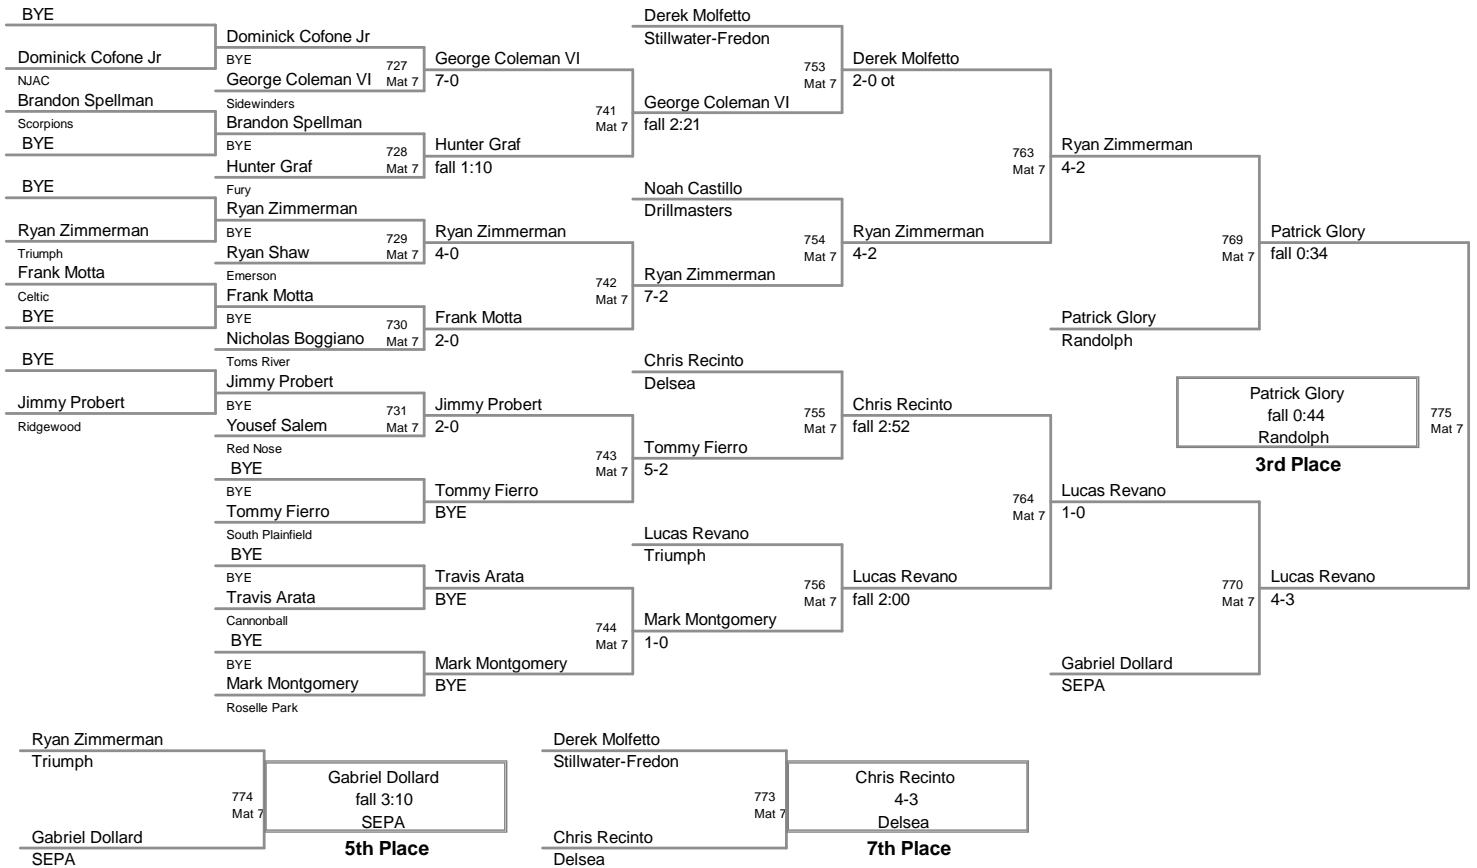 BYE
Dominick Cofone Jr
NJAC
Brandon Spellman
Scorpions
BYE
BYE
Ryan Zimmerman
Triumph
Frank Motta
Celtic
BYE
BYE
Jimmy Probert
Ridgewood
Dominick Cofone Jr
BYE
727
George Coleman VI
Mat 7
Sidewinders
Brandon Spellman
BYE
728
Hunter Graf
Mat 7
Fury
Ryan Zimmerman
BYE
729
Ryan Shaw
Mat 7
Emerson
Frank Motta
BYE
730
Nicholas Boggiano
Mat 7
Toms River
Jimmy Probert
BYE
731
Yousef Salem
Mat 7
Red Nose
BYE
BYE
Tommy Fierro
South Plainfield
BYE
BYE
Travis Arata
Cannonball
BYE
BYE
Mark Montgomery
Roselle Park
George Coleman VI
7-0
741
Mat 7
Hunter Graf
fall 1:10
Ryan Zimmerman
4-0
742
Mat 7
Frank Motta
2-0
Jimmy Probert
2-0
743
Mat 7
Tommy Fierro
BYE
Travis Arata
BYE
744
Mat 7
Mark Montgomery
BYE
Derek Molfetto
Stillwater-Fredon
753
Mat 7
George Coleman VI
fall 2:21
Noah Castillo
Drillmasters
754
Mat 7
Ryan Zimmerman
7-2
Chris Recinto
Delsea
755
Mat 7
Tommy Fierro
5-2
Lucas Revano
Triumph
756
Mat 7
Mark Montgomery
1-0
Derek Molfetto
2-0 ot
763
Mat 7
Ryan Zimmerman
4-2
Chris Recinto
fall 2:52
764
Mat 7
Lucas Revano
fall 2:00
Ryan Zimmerman
4-2
769
Mat 7
Patrick Glory
Randolph
Lucas Revano
1-0
770
Mat 7
Gabriel Dollard
SEPA
Patrick Glory
fall 0:34
Patrick Glory
fall 0:44
Randolph
3rd Place
775
Mat 7
Lucas Revano
4-3
Ryan Zimmerman
Triumph
774
Mat 7
Gabriel Dollard
SEPA
Gabriel Dollard
fall 3:10
SEPA
5th Place
Derek Molfetto
Stillwater-Fredon
773
Mat 7
Chris Recinto
Delsea
Chris Recinto
4-3
Delsea
7th Place